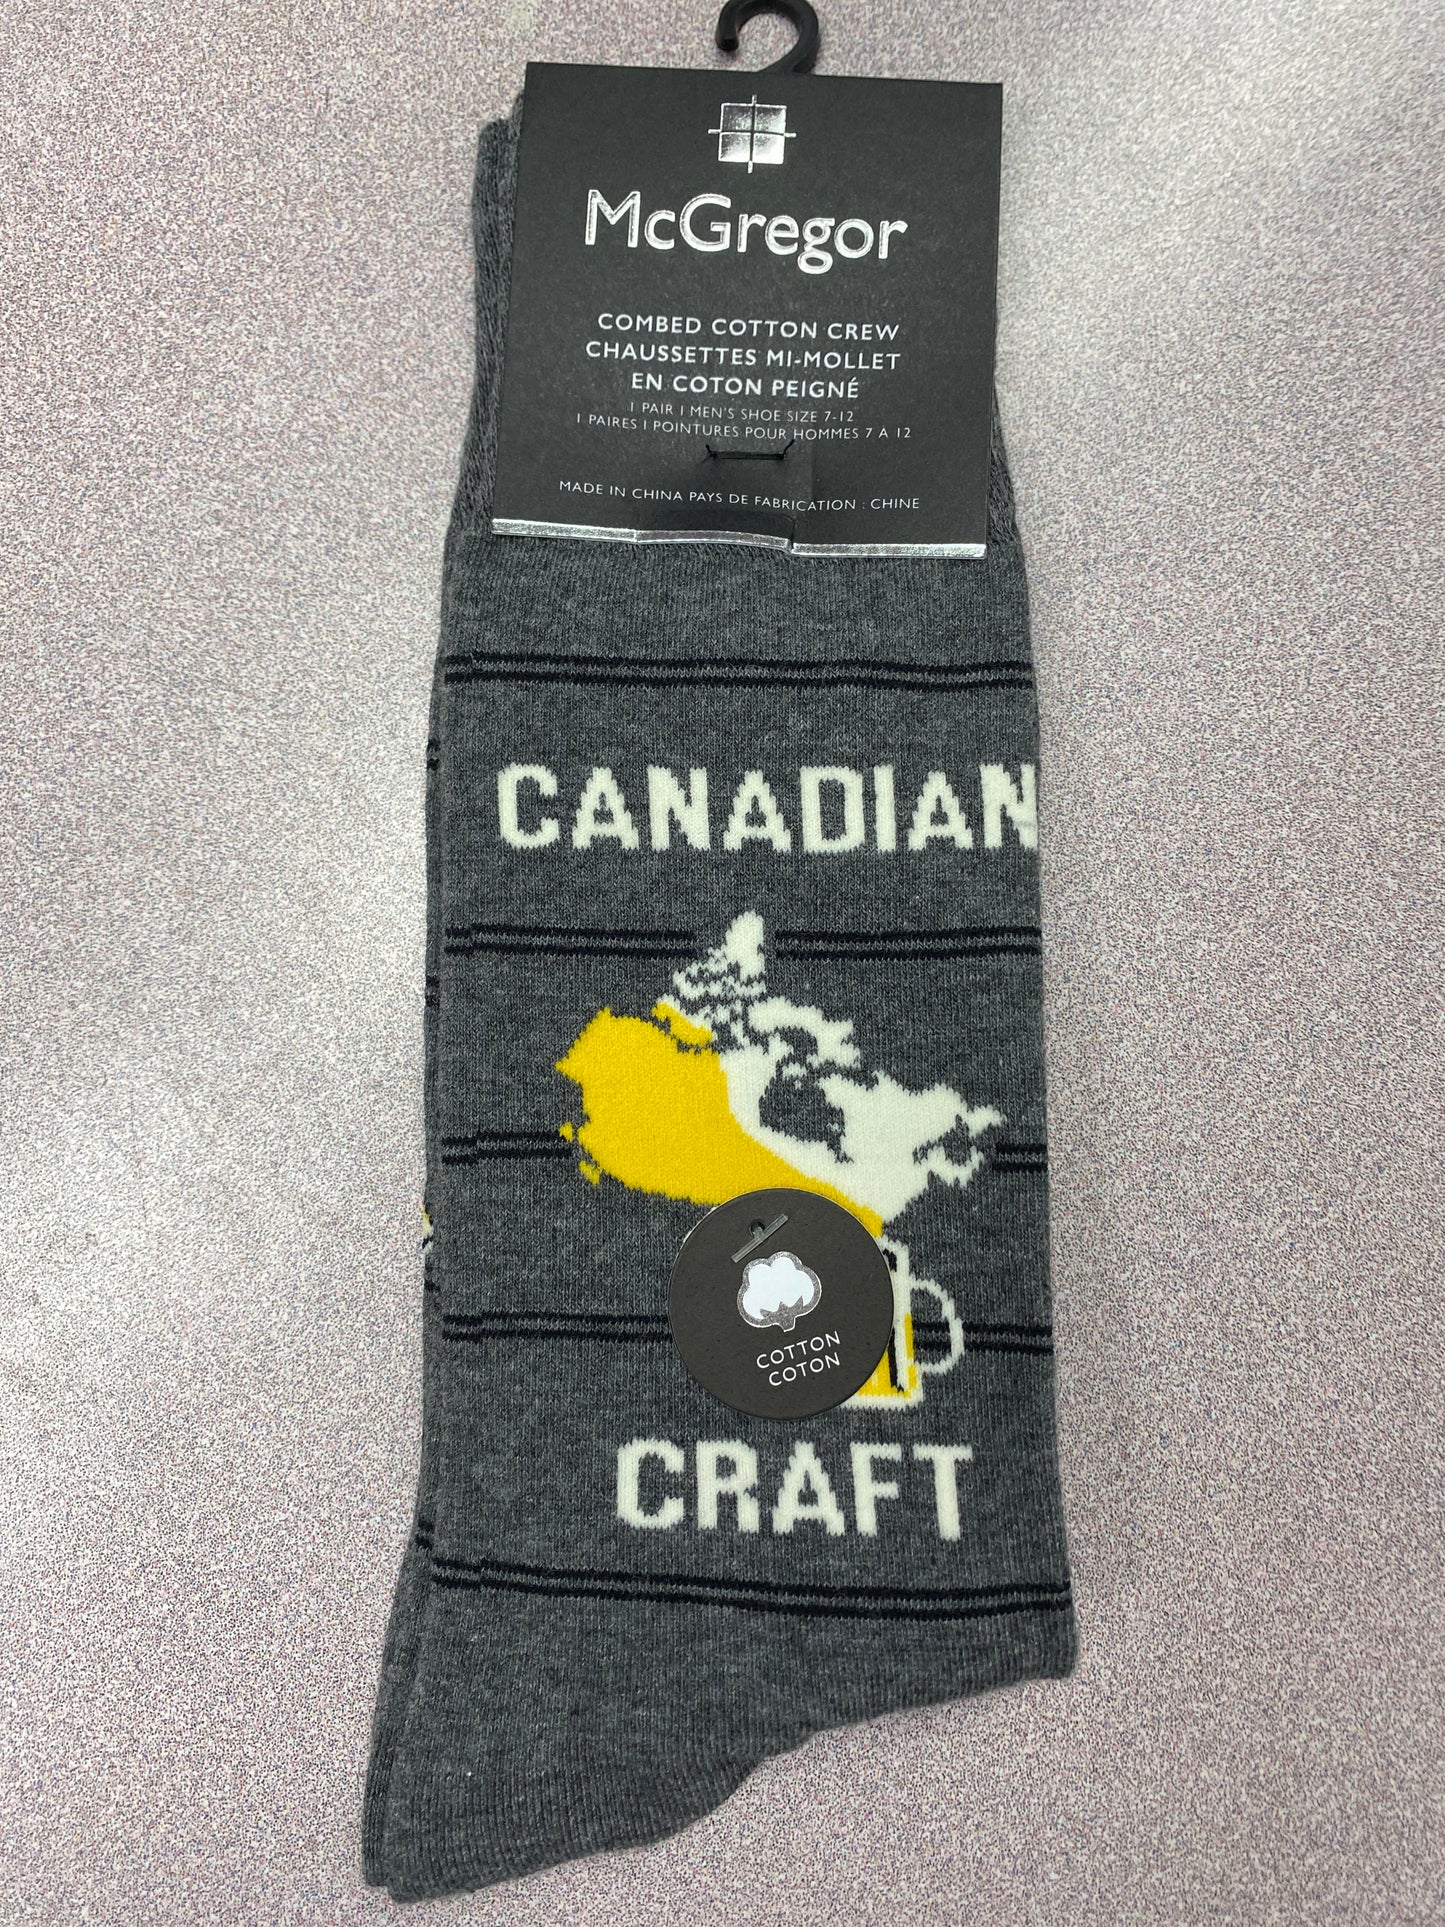 McGregor
COMBED COTTON CREW
CHAUSSETTES MI-MOLLET
EN COTON PEIGNÉ
1 PAIR | MEN'S SHOE SIZE 7-12
1 PAIRES | POINTURES POUR HOMMES 7 À 12
MADE IN CHINA PAYS DE FABRICATION : CHINE
CANADIAN
COTTON
COTON
CRAFT